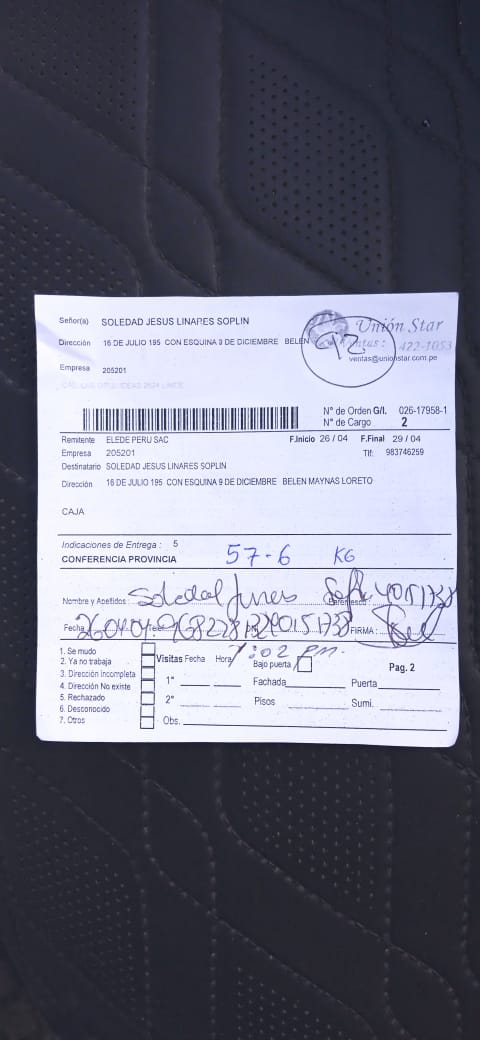 Señor(a) SOLEDAD JESUS LINARES SOPLIN
Unión Star
Dirección 16 DE JULIO 195 CON ESQUINA 9 DE DICIEMBRE BELEN
Ventas: 422-1053
ventas@unionstar.com.pe
Empresa 205201
N° de Orden G/I. 026-17958-1
N° de Cargo 2
Remitente ELEDE PERU SAC F.Inicio 26 / 04 F.Final 29 / 04
Empresa 205201 Tlf: 983746259
Destinatario SOLEDAD JESUS LINARES SOPLIN
Dirección 16 DE JULIO 195 CON ESQUINA 9 DE DICIEMBRE BELEN MAYNAS LORETO
CAJA
Indicaciones de Entrega : 5
CONFERENCIA PROVINCIA 57-6 KG
Nombre y Apellidos : Soledad
Fecha FIRMA :
7:02 PM.
1. Se mudo
2. Ya no trabaja
3. Dirección incompleta
4. Dirección No existe
5. Rechazado
6. Desconocido
7. Otros
Visitas Fecha Hora Bajo puerta Pag. 2
1° Fachada Puerta
2° Pisos Sumi.
Obs.